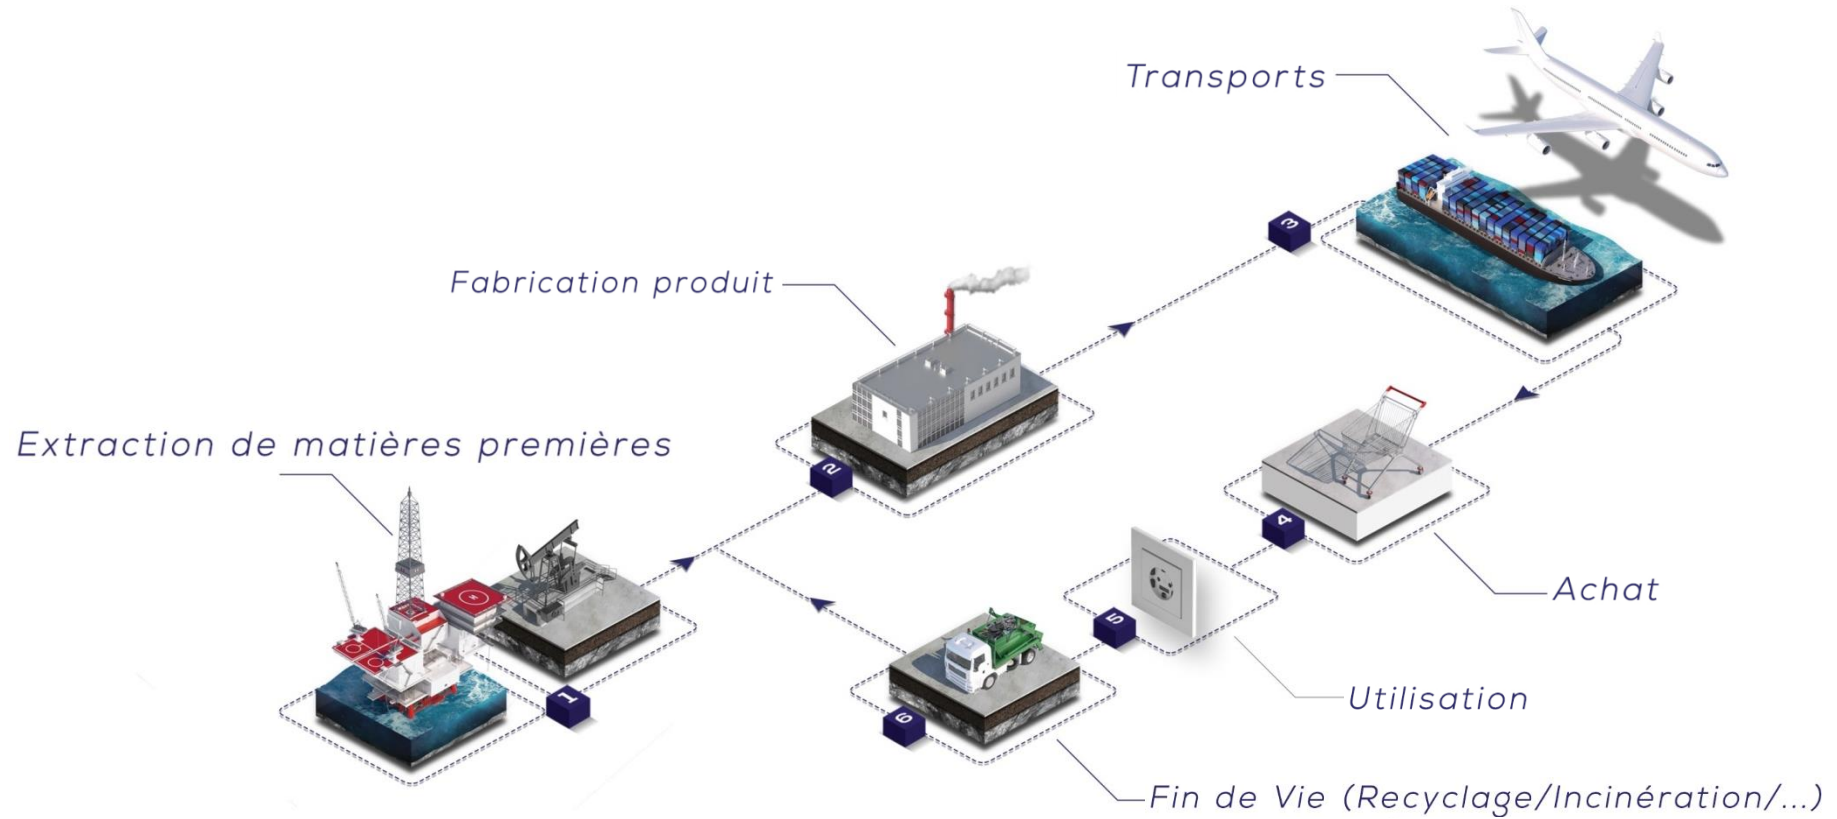 Transports
3
Fabrication produit
2
Extraction de matières premières
1
4
Achat
5
Utilisation
6
Fin de Vie (Recyclage/Incinération/...)